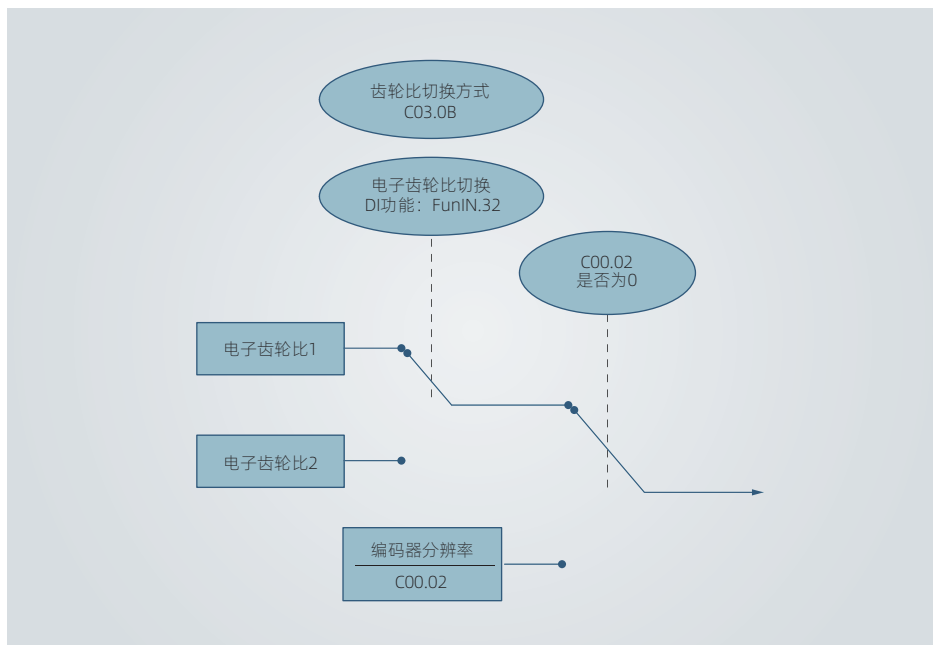 齿轮比切换方式
C03.0B
电子齿轮比切换
DI功能：FunIN.32
C00.02
是否为0
电子齿轮比1
电子齿轮比2
编码器分辨率
C00.02